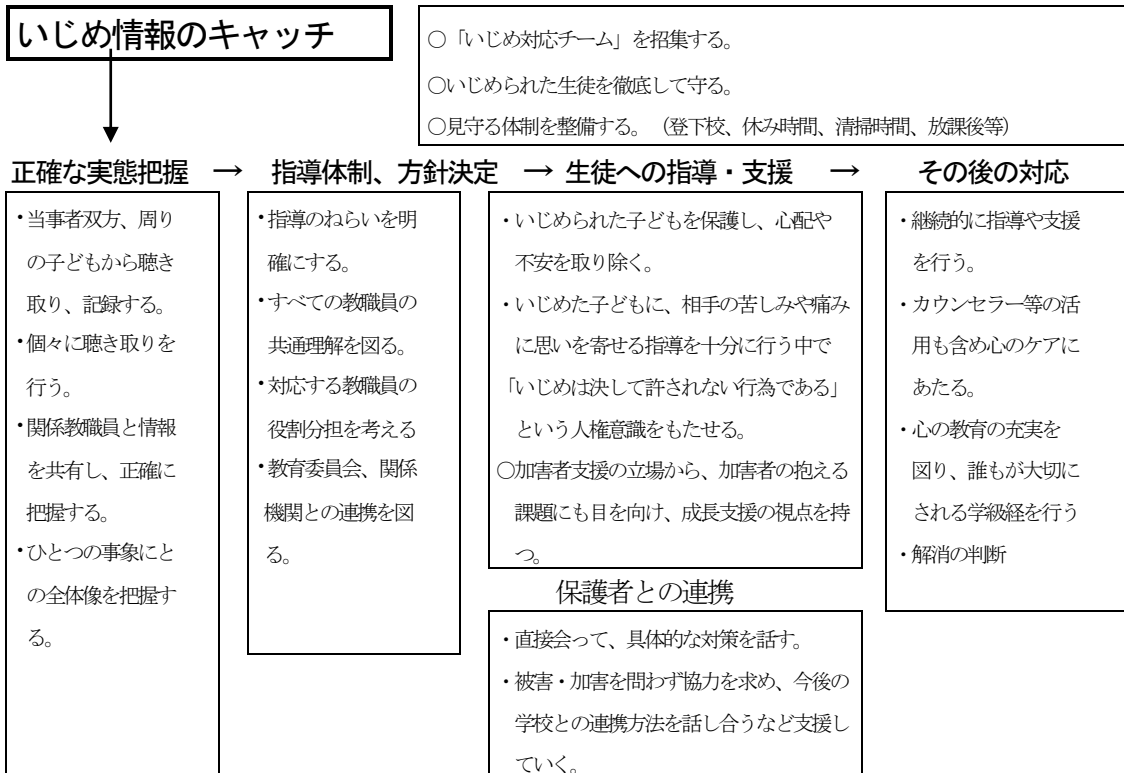 いじめ情報のキャッチ
○「いじめ対応チーム」を招集する。
○いじめられた生徒を徹底して守る。
○見守る体制を整備する。（登下校、休み時間、清掃時間、放課後等）
正確な実態把握 → 指導体制、方針決定 → 生徒への指導・支援 → その後の対応
・当事者双方、周り
の子どもから聴き
取り、記録する。
・個々に聴き取りを
行う。
・関係教職員と情報
を共有し、正確に
把握する。
・ひとつの事象にと
の全体像を把握す
る。
・指導のねらいを明
確にする。
・すべての教職員の
共通理解を図る。
・対応する教職員の
役割分担を考える
・教育委員会、関係
機関との連携を図
る。
・いじめられた子どもを保護し、心配や
不安を取り除く。
・いじめた子どもに、相手の苦しみや痛み
に思いを寄せる指導を十分に行う中で
「いじめは決して許されない行為である」
という人権意識をもたせる。
○加害者支援の立場から、加害者の抱える
課題にも目を向け、成長支援の視点を持
つ。
保護者との連携
・直接会って、具体的な対策を話す。
・被害・加害を問わず協力を求め、今後の
学校との連携方法を話し合うなど支援し
ていく。
・継続的に指導や支援
を行う。
・カウンセラー等の活
用も含め心のケアに
あたる。
・心の教育の充実を
図り、誰もが大切に
される学級経を行う
・解消の判断